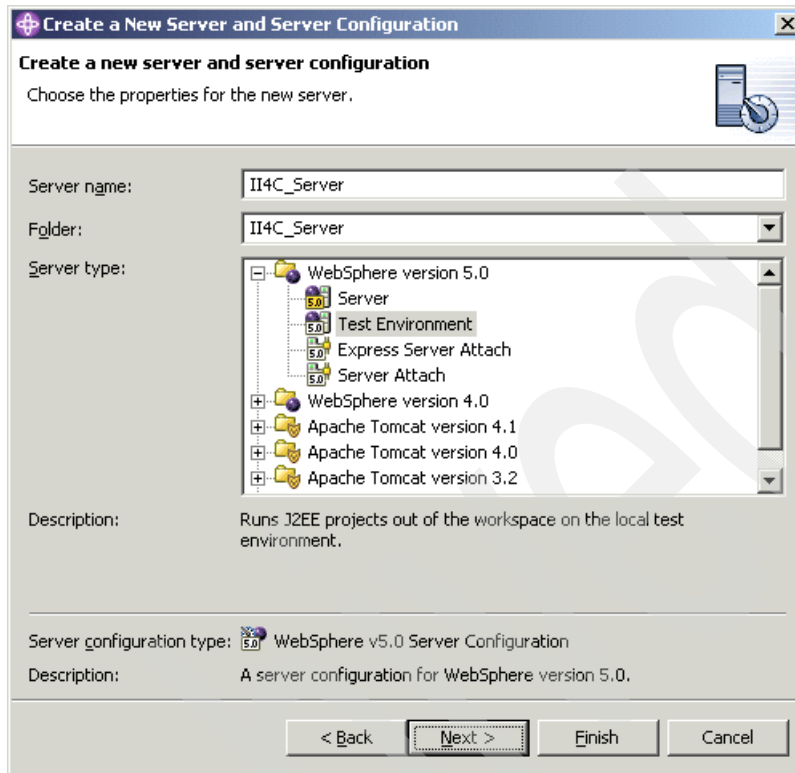 Create a New Server and Server Configuration
Create a new server and server configuration
Choose the properties for the new server.
Server name: II4C_Server
Folder: II4C_Server
Server type: WebSphere version 5.0
Server
Test Environment
Express Server Attach
Server Attach
WebSphere version 4.0
Apache Tomcat version 4.1
Apache Tomcat version 4.0
Apache Tomcat version 3.2
Description: Runs J2EE projects out of the workspace on the local test
environment.
Server configuration type: WebSphere v5.0 Server Configuration
Description: A server configuration for WebSphere version 5.0.
< Back Next > Finish Cancel